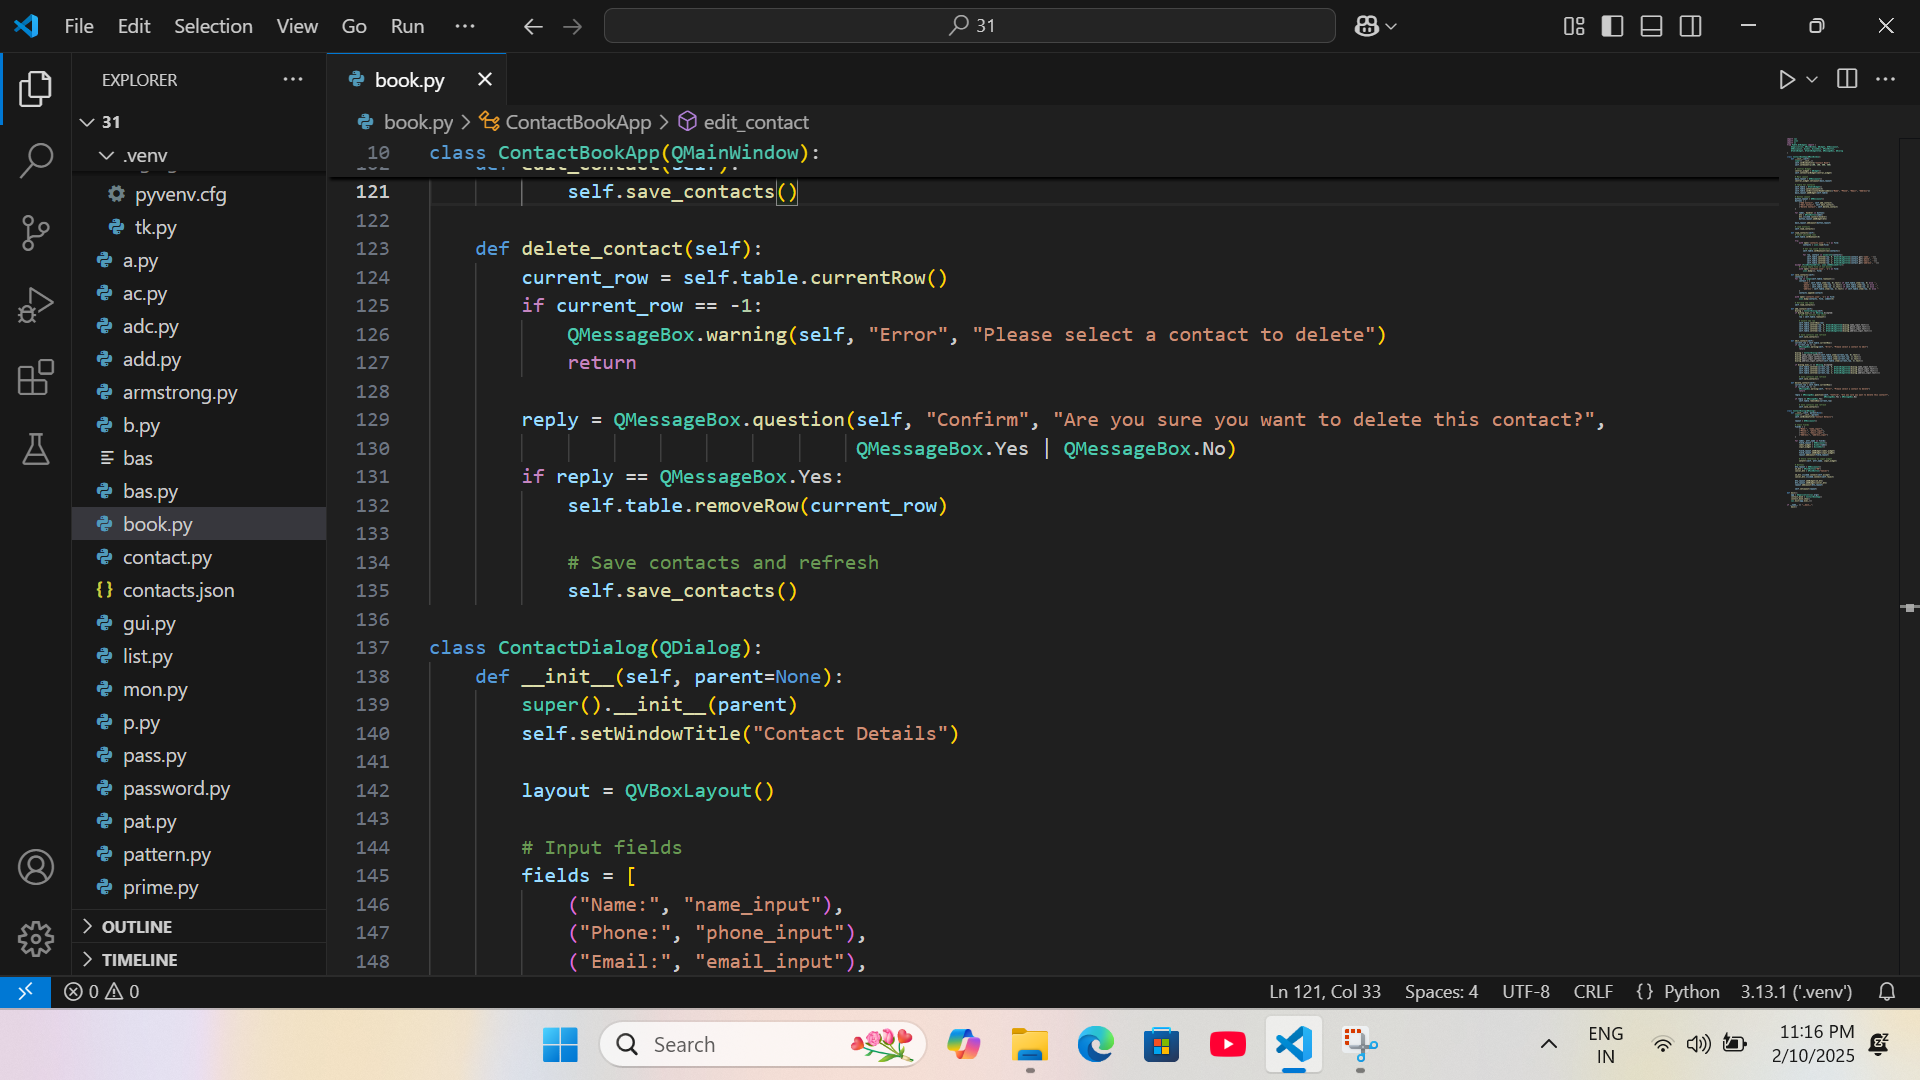 File Edit Selection View Go Run
31
EXPLORER
book.py
31
.venv
pyvenv.cfg
tk.py
a.py
ac.py
adc.py
add.py
armstrong.py
b.py
bas
bas.py
book.py
contact.py
contacts.json
gui.py
list.py
mon.py
p.py
pass.py
password.py
pat.py
pattern.py
prime.py
OUTLINE
TIMELINE
book.py > ContactBookApp > edit_contact
10 class ContactBookApp(QMainWindow):
102 def edit_contact(self):
121 self.save_contacts()
122
123 def delete_contact(self):
124 current_row = self.table.currentRow()
125 if current_row == -1:
126 QMessageBox.warning(self, "Error", "Please select a contact to delete")
127 return
128
129 reply = QMessageBox.question(self, "Confirm", "Are you sure you want to delete this contact?",
130 QMessageBox.Yes | QMessageBox.No)
131 if reply == QMessageBox.Yes:
132 self.table.removeRow(current_row)
133
134 # Save contacts and refresh
135 self.save_contacts()
136
137 class ContactDialog(QDialog):
138 def __init__(self, parent=None):
139 super().__init__(parent)
140 self.setWindowTitle("Contact Details")
141
142 layout = QVBoxLayout()
143
144 # Input fields
145 fields = [
146 ("Name:", "name_input"),
147 ("Phone:", "phone_input"),
148 ("Email:", "email_input"),
0 0
Ln 121, Col 33 Spaces: 4 UTF-8 CRLF {} Python 3.13.1 ('.venv')
Search
ENG
IN
11:16 PM
2/10/2025